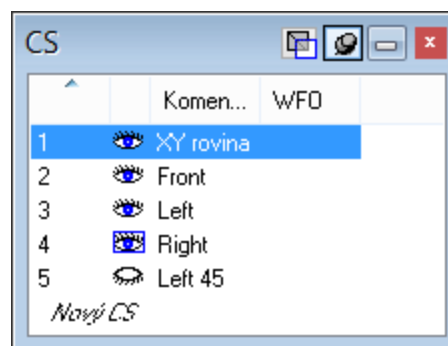 CS
Komen... WFO
1 XY rovina
2 Front
3 Left
4 Right
5 Left 45
Nový CS